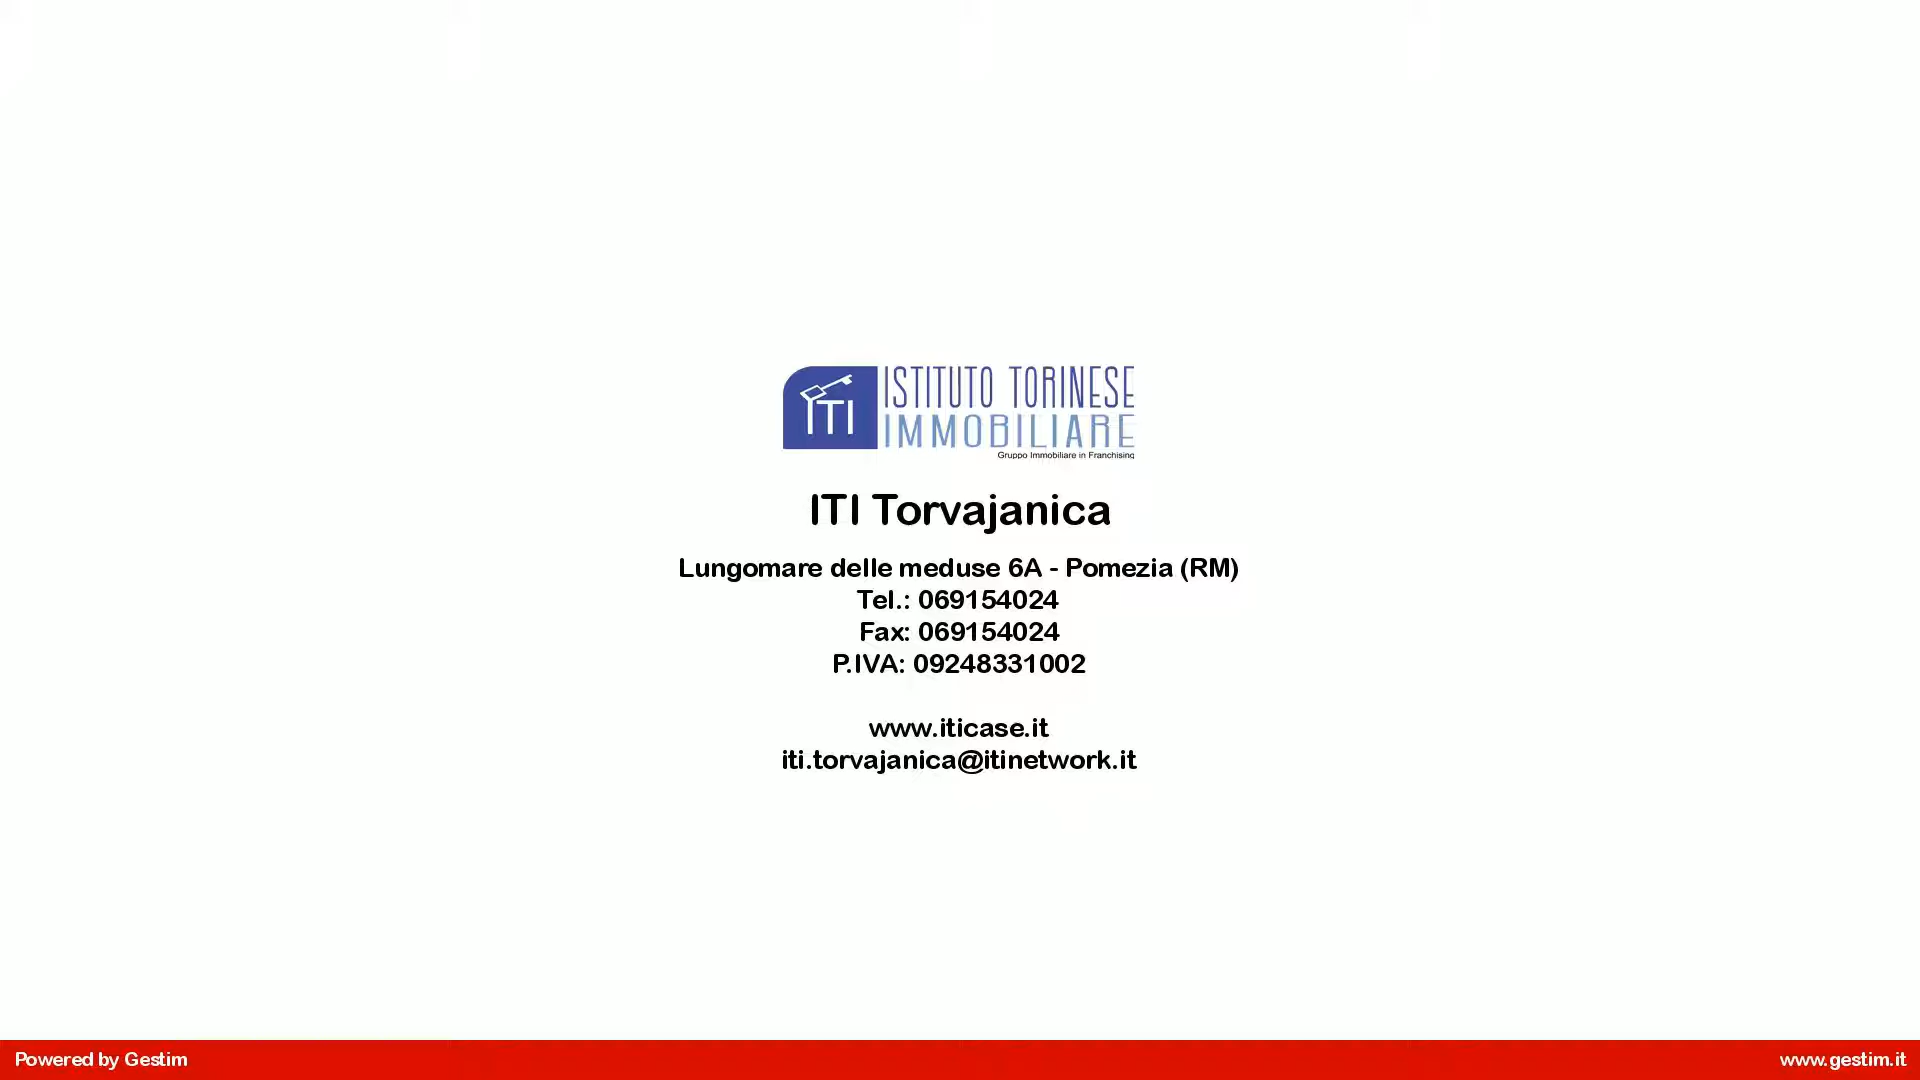 ITI
ISTITUTO TORINESE
IMMOBILIARE
Gruppo Immobiliare in Franchising
ITI Torvajanica
Lungomare delle meduse 6A - Pomezia (RM)
Tel.: 069154024
Fax: 069154024
P.IVA: 09248331002
www.iticase.it
iti.torvajanica@itinetwork.it
Powered by Gestim
www.gestim.it